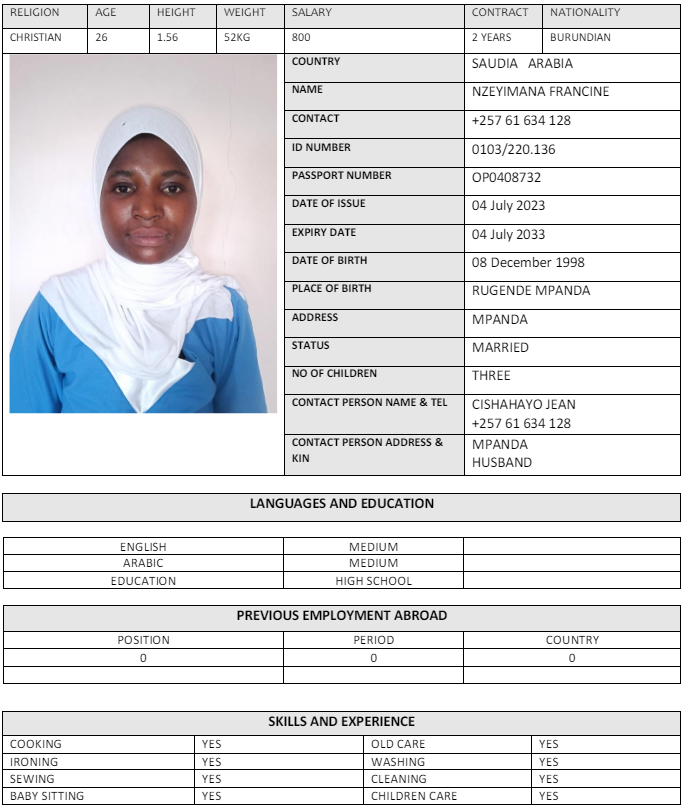 RELIGION AGE HEIGHT WEIGHT SALARY CONTRACT NATIONALITY
CHRISTIAN 26 1.56 52KG 800 2 YEARS BURUNDIAN
COUNTRY SAUDIA ARABIA
NAME NZEYIMANA FRANCINE
CONTACT +257 61 634 128
ID NUMBER 0103/220.136
PASSPORT NUMBER OP0408732
DATE OF ISSUE 04 July 2023
EXPIRY DATE 04 July 2033
DATE OF BIRTH 08 December 1998
PLACE OF BIRTH RUGENDE MPANDA
ADDRESS MPANDA
STATUS MARRIED
NO OF CHILDREN THREE
CONTACT PERSON NAME & TEL CISHAHAYO JEAN
+257 61 634 128
CONTACT PERSON ADDRESS & MPANDA
KIN HUSBAND
LANGUAGES AND EDUCATION
ENGLISH MEDIUM
ARABIC MEDIUM
EDUCATION HIGH SCHOOL
PREVIOUS EMPLOYMENT ABROAD
POSITION PERIOD COUNTRY
0 0 0
SKILLS AND EXPERIENCE
COOKING YES OLD CARE YES
IRONING YES WASHING YES
SEWING YES CLEANING YES
BABY SITTING YES CHILDREN CARE YES